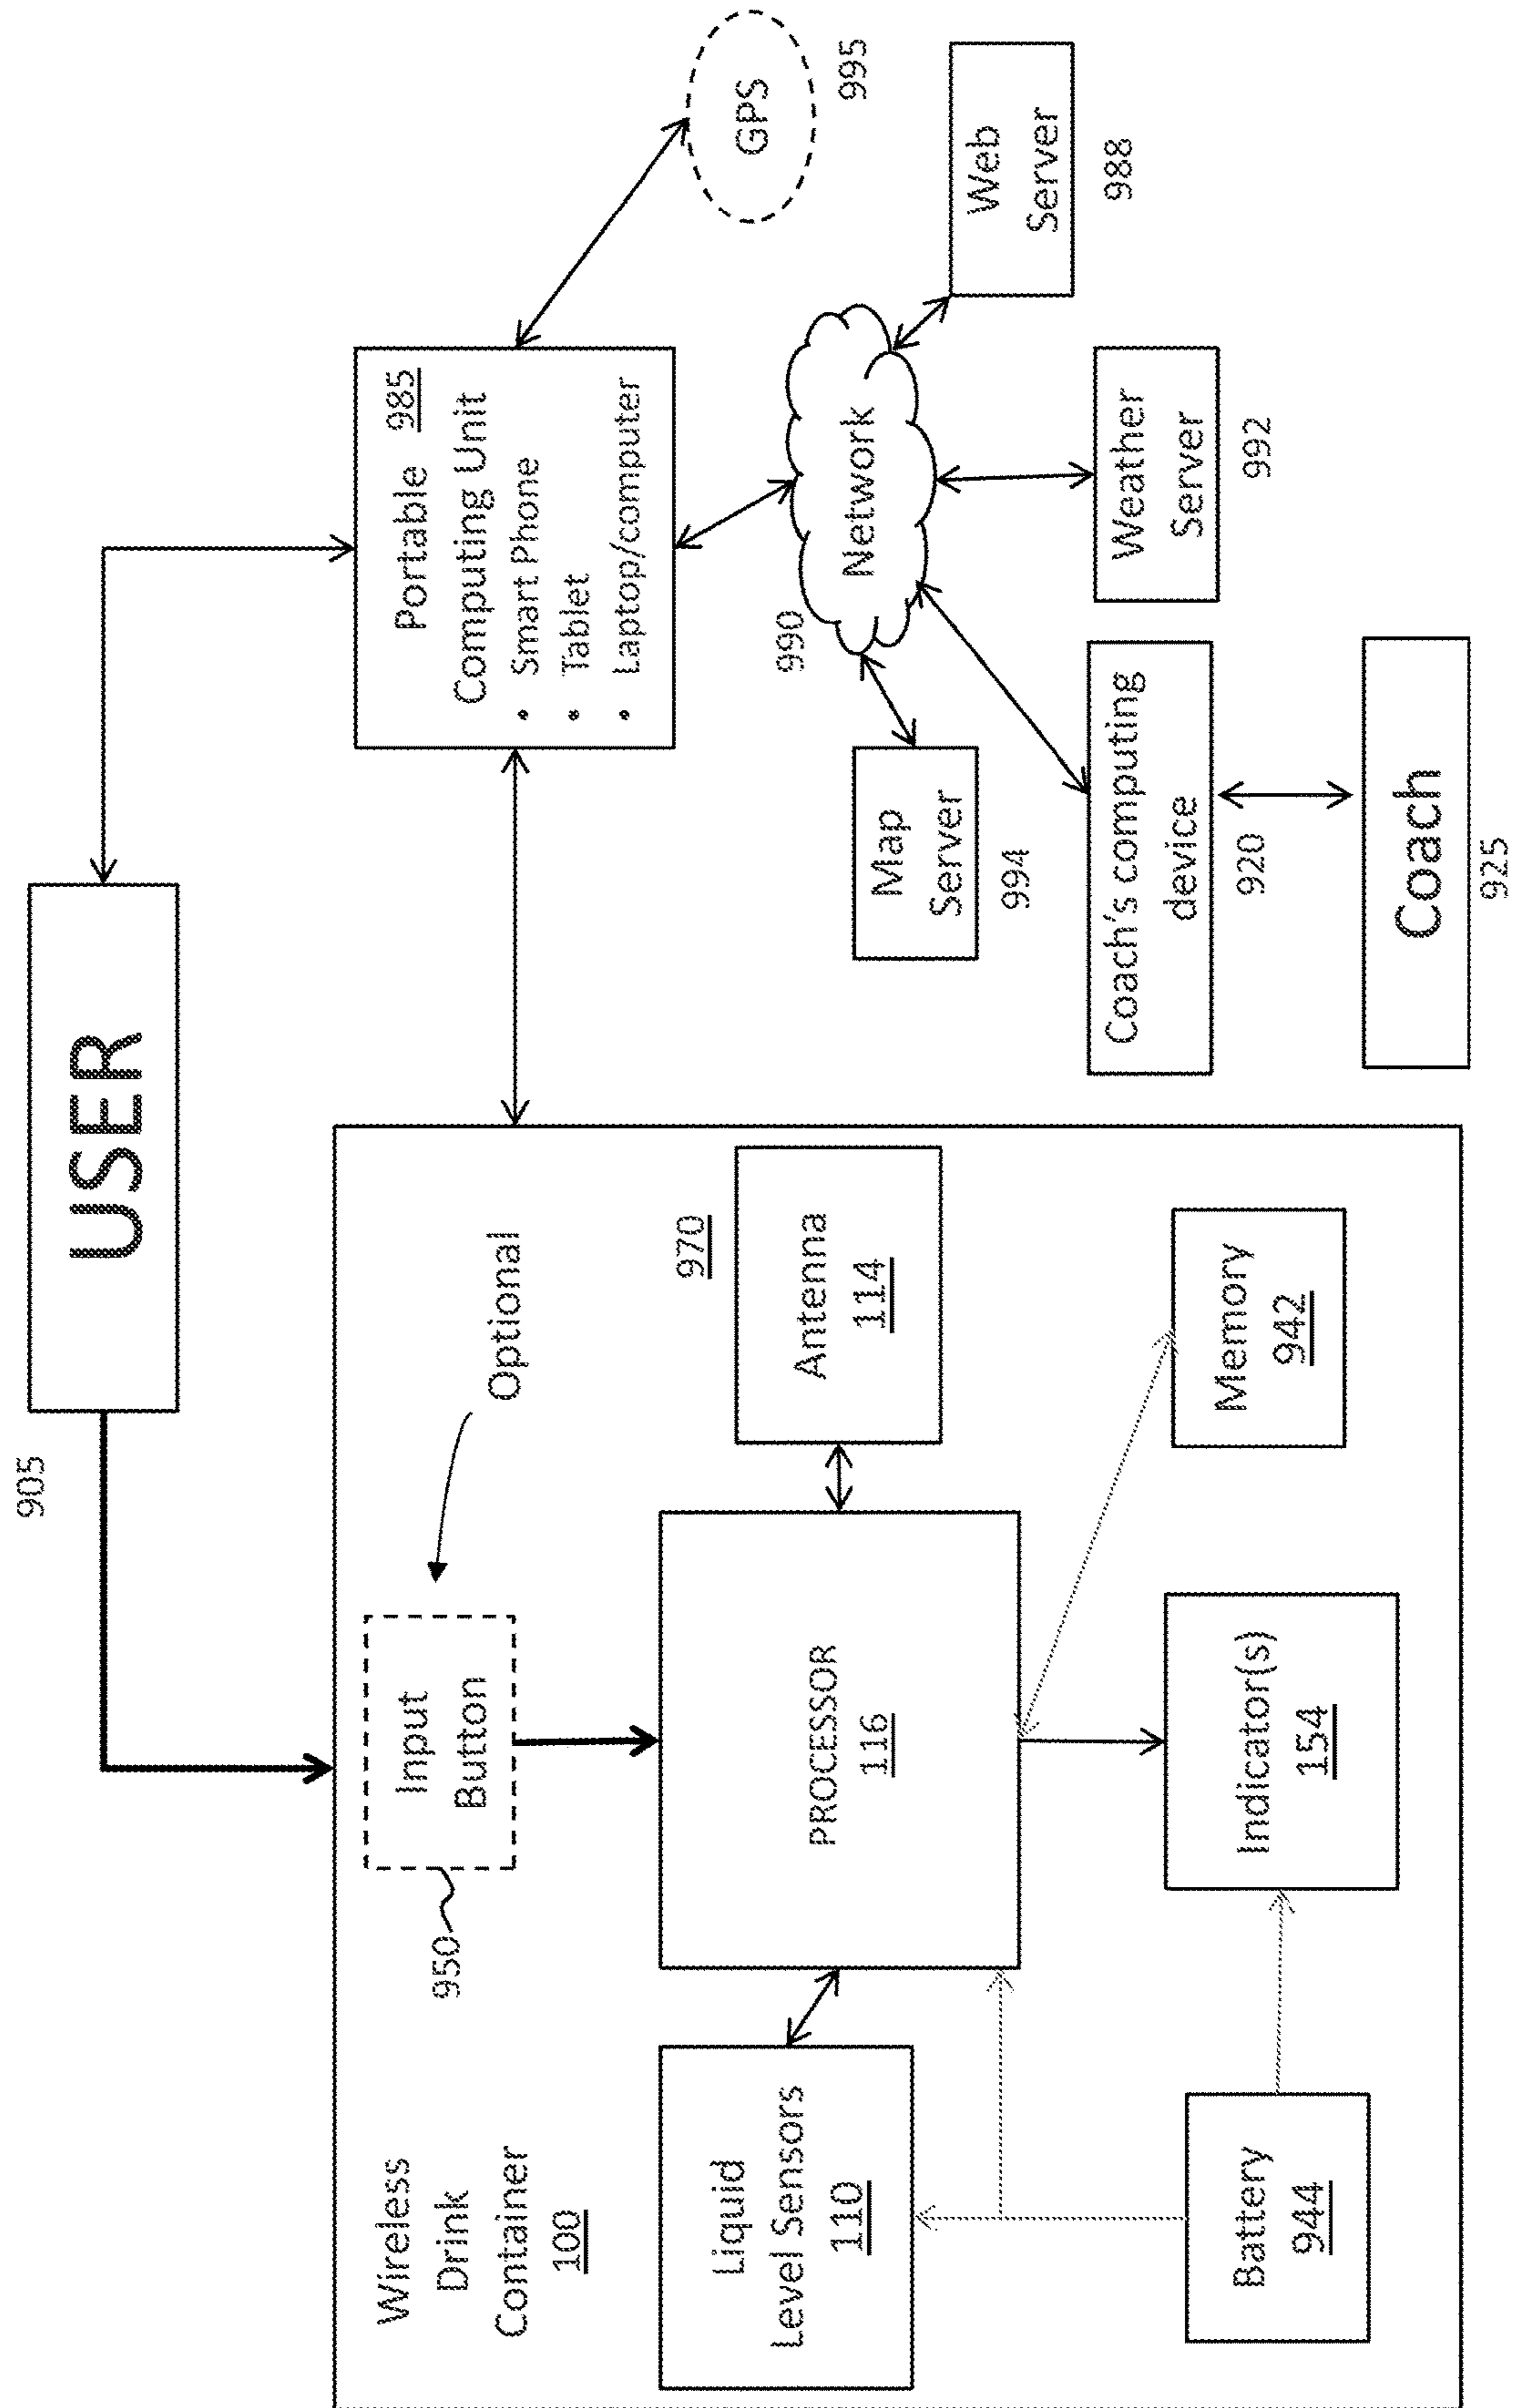 905
USER
Wireless
Drink
Container
100
950
Input
Button
Optional
Liquid
Level Sensors
110
PROCESSOR
116
970
Antenna
114
Battery
944
Indicator(s)
154
Memory
942
Portable 985
Computing Unit
• Smart Phone
• Tablet
• Laptop/computer
GPS
995
990
Network
Map
Server
994
Web
Server
988
Coach's computing
device
920
Weather
Server
992
Coach
925